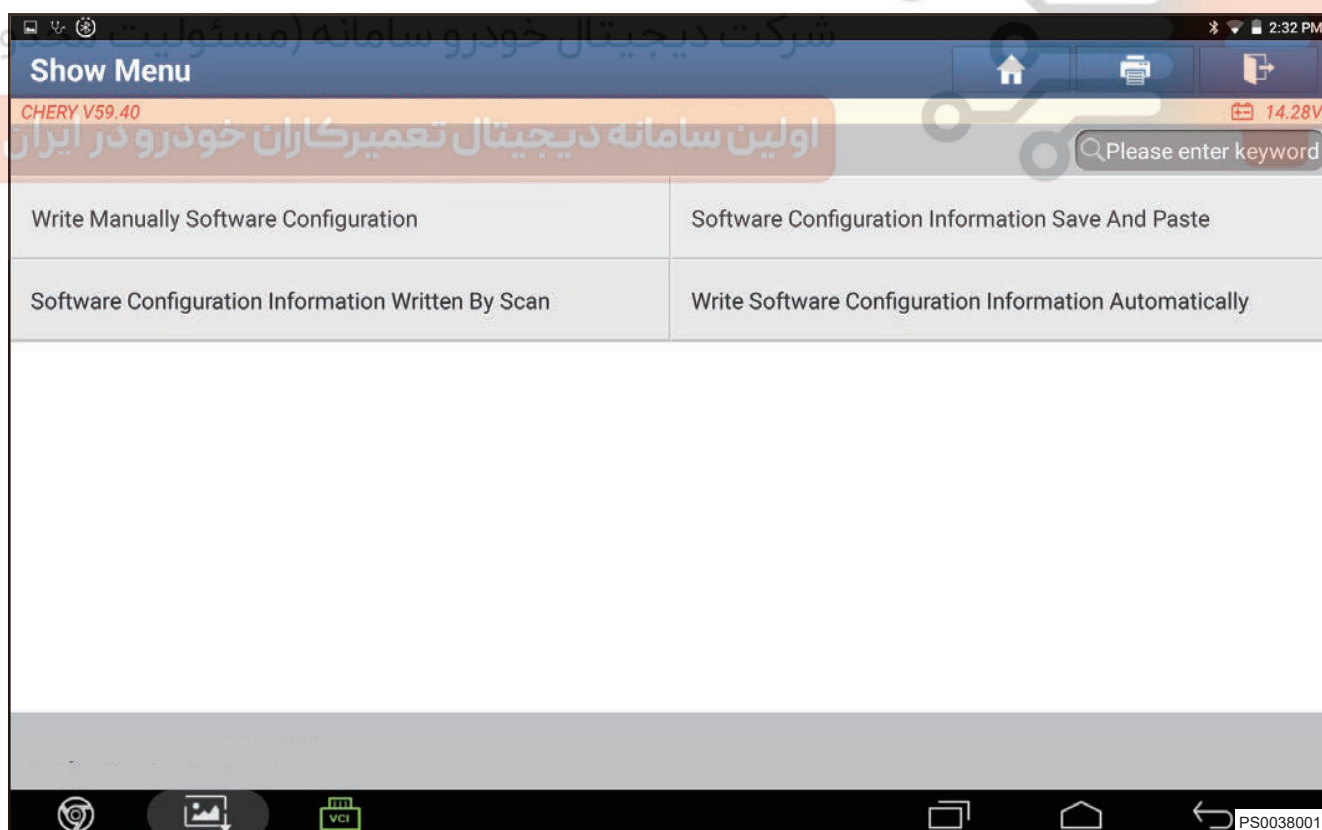 شرکت دیجیتال خودرو سامانه (مسئولیت محدو
2:32 PM
Show Menu
CHERY V59.40
14.28V
اولین سامانه دیجیتال تعمیرکاران خودرو در ایران
Please enter keyword
Write Manually Software Configuration
Software Configuration Information Save And Paste
Software Configuration Information Written By Scan
Write Software Configuration Information Automatically
VCI
PS0038001